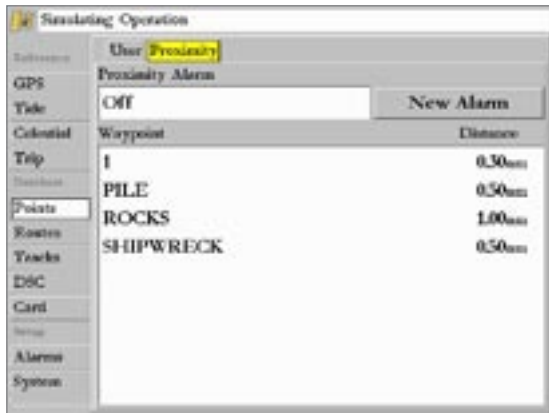 Simulating Operation
User Proximity
Reference
Proximity Alarm
GPS
Off New Alarm
Tide
Celestial
Waypoint Distance
Trip
1 0.30nm
PILE 0.50nm
Points
ROCKS 1.00nm
Routes
SHIPWRECK 0.50nm
Tracks
DSC
Card
Setup
Alarms
System